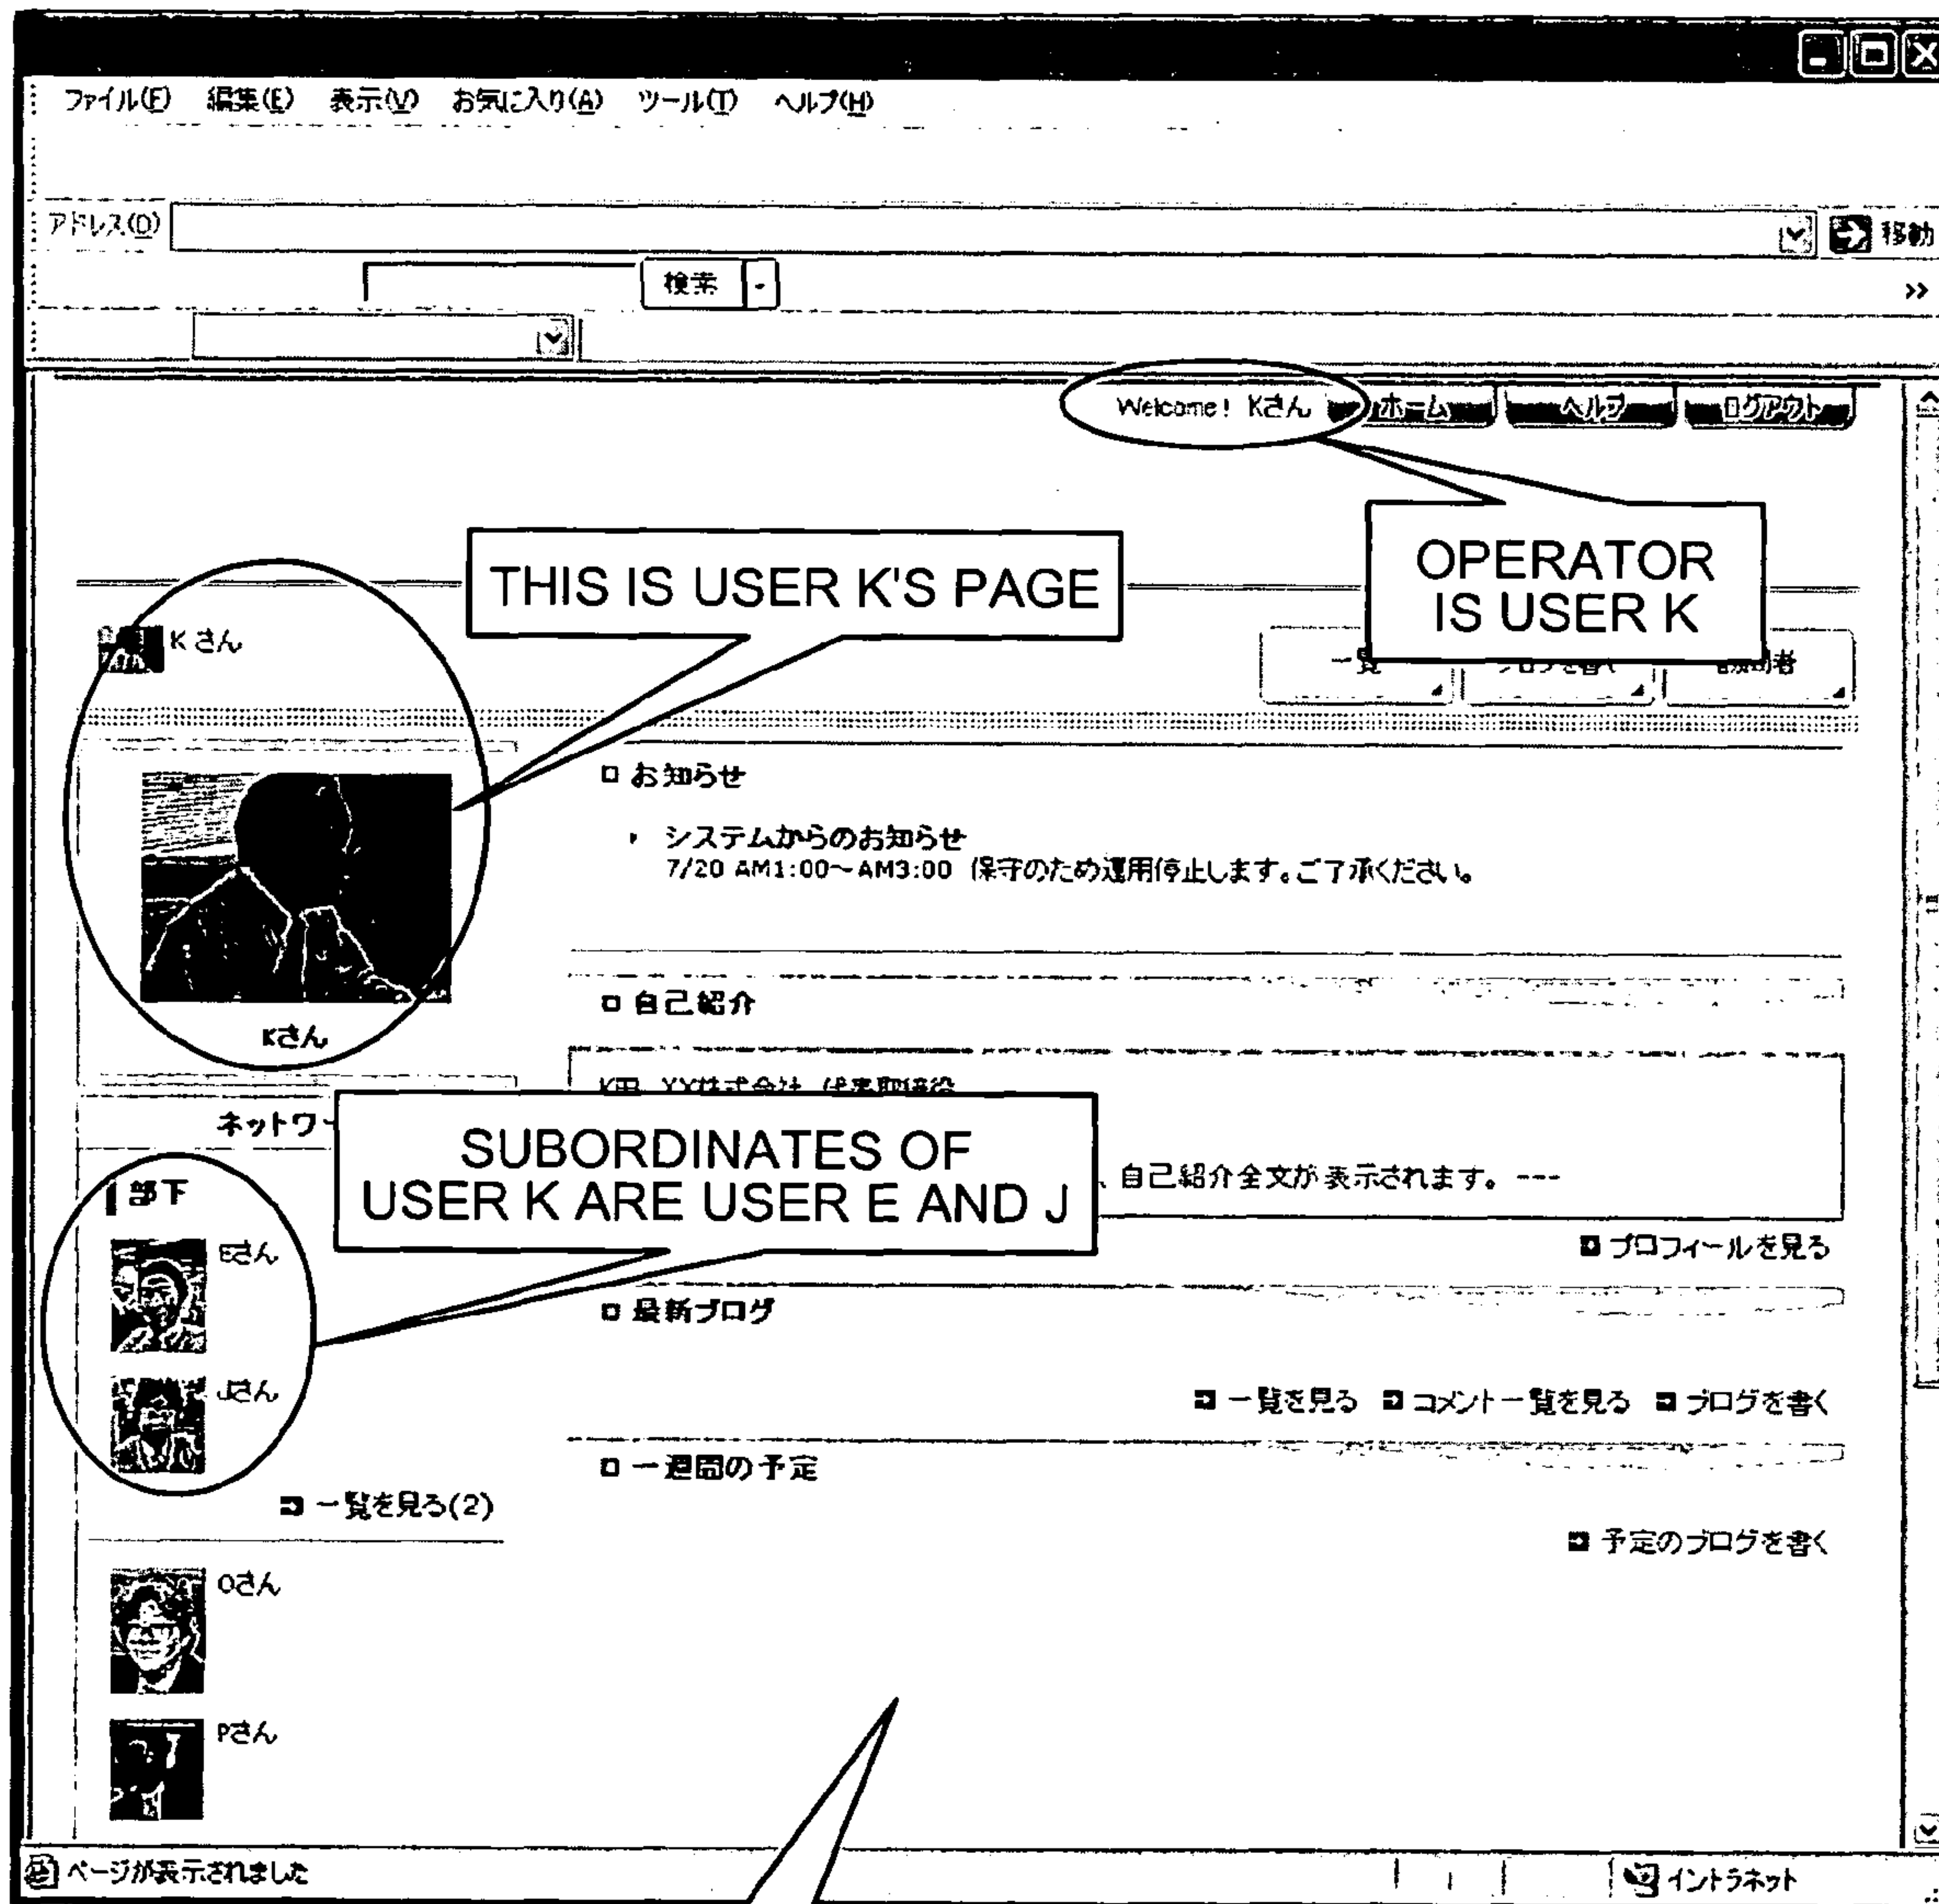 ファイル(F) 編集(E) 表示(V) お気に入り(A) ツール(T) ヘルプ(H)
アドレス(D) 移動
検索
Welcome! Kさん ホーム ヘルプ ログアウト
THIS IS USER K'S PAGE
OPERATOR
IS USER K
Kさん
一覧
お知らせ
システムからのお知らせ
7/20 AM1:00～AM3:00 保守のため運用停止します。ご了承ください。
自己紹介
Kさん
SUBORDINATES OF
USER K ARE USER E AND J
ネットワー
自己紹介全文が表示されます。---
部下
Eさん
プロフィールを見る
最新ブログ
Jさん
一覧を見る コメント一覧を見る ブログを書く
一週間の予定
一覧を見る(2)
予定のブログを書く
Oさん
Pさん
ページが表示されました イントラネット